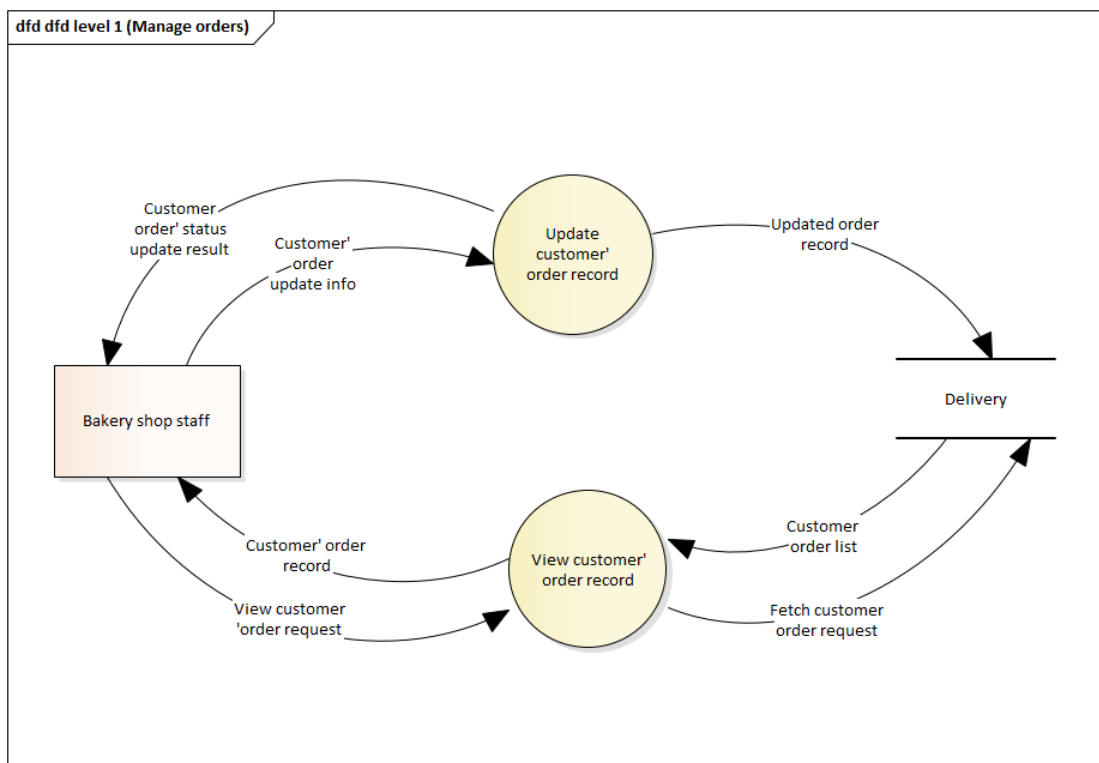 dfd dfd level 1 (Manage orders)
Customer
order' status
update result
Customer'
order
update info
Update
customer'
order record
Updated order
record
Bakery shop staff
Delivery
Customer' order
record
View customer
'order request
View customer'
order record
Customer
order list
Fetch customer
order request